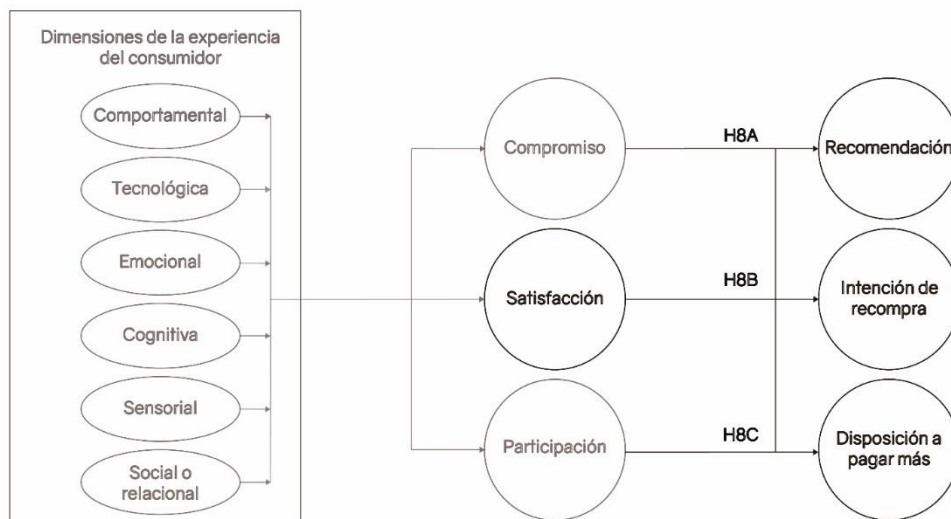 Dimensiones de la experiencia
del consumidor
Comportamental
Tecnológica
Emocional
Cognitiva
Sensorial
Social o
relacional
Compromiso
Satisfacción
Participación
H8A
H8B
H8C
Recomendación
Intención de
recompra
Disposición a
pagar más